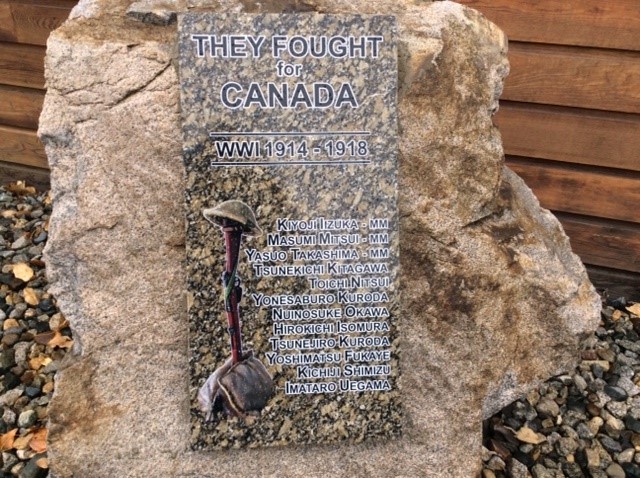 THEY FOUGHT
for
CANADA
WWI 1914 - 1918
KIYOJI IIZUKA - MM
MASUMI MITSUI - MM
YASUO TAKASHIMA - MM
TSUNEKICHI KITAGAWA
TOICHI NITSUI
YONESABURO KURODA
NUINOSUKE OKAWA
HIROKICHI ISOMURA
TSUNEJIRO KURODA
YOSHIMATSU FUKAYE
KICHIJI SHIMIZU
IMATARO UEGAMA